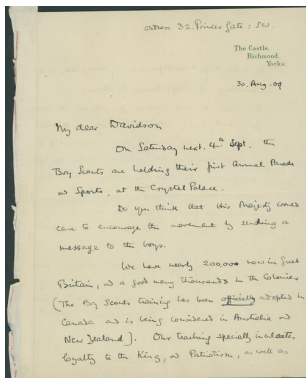 address 32. Princes Gate: S.W.
The Castle.
Richmond.
Yorks.
30. Aug. 09
My dear Davidson
On Saturday next. 4th Sept. the
Boy Scouts are holding their first Annual Parade
& Sports, at the Crystal Palace.
Do you think that His Majesty would
care to encourage the movement by sending a
message to the boys.
We have nearly 200,000 now in Great
Britain, & a good many thousands in the Colonies
(The Boy Scouts training has been officially adopted in
Canada and is being considered in Australia and
New Zealand). Our teaching specially inculcates
loyalty to the King, & Patriotism, as well as